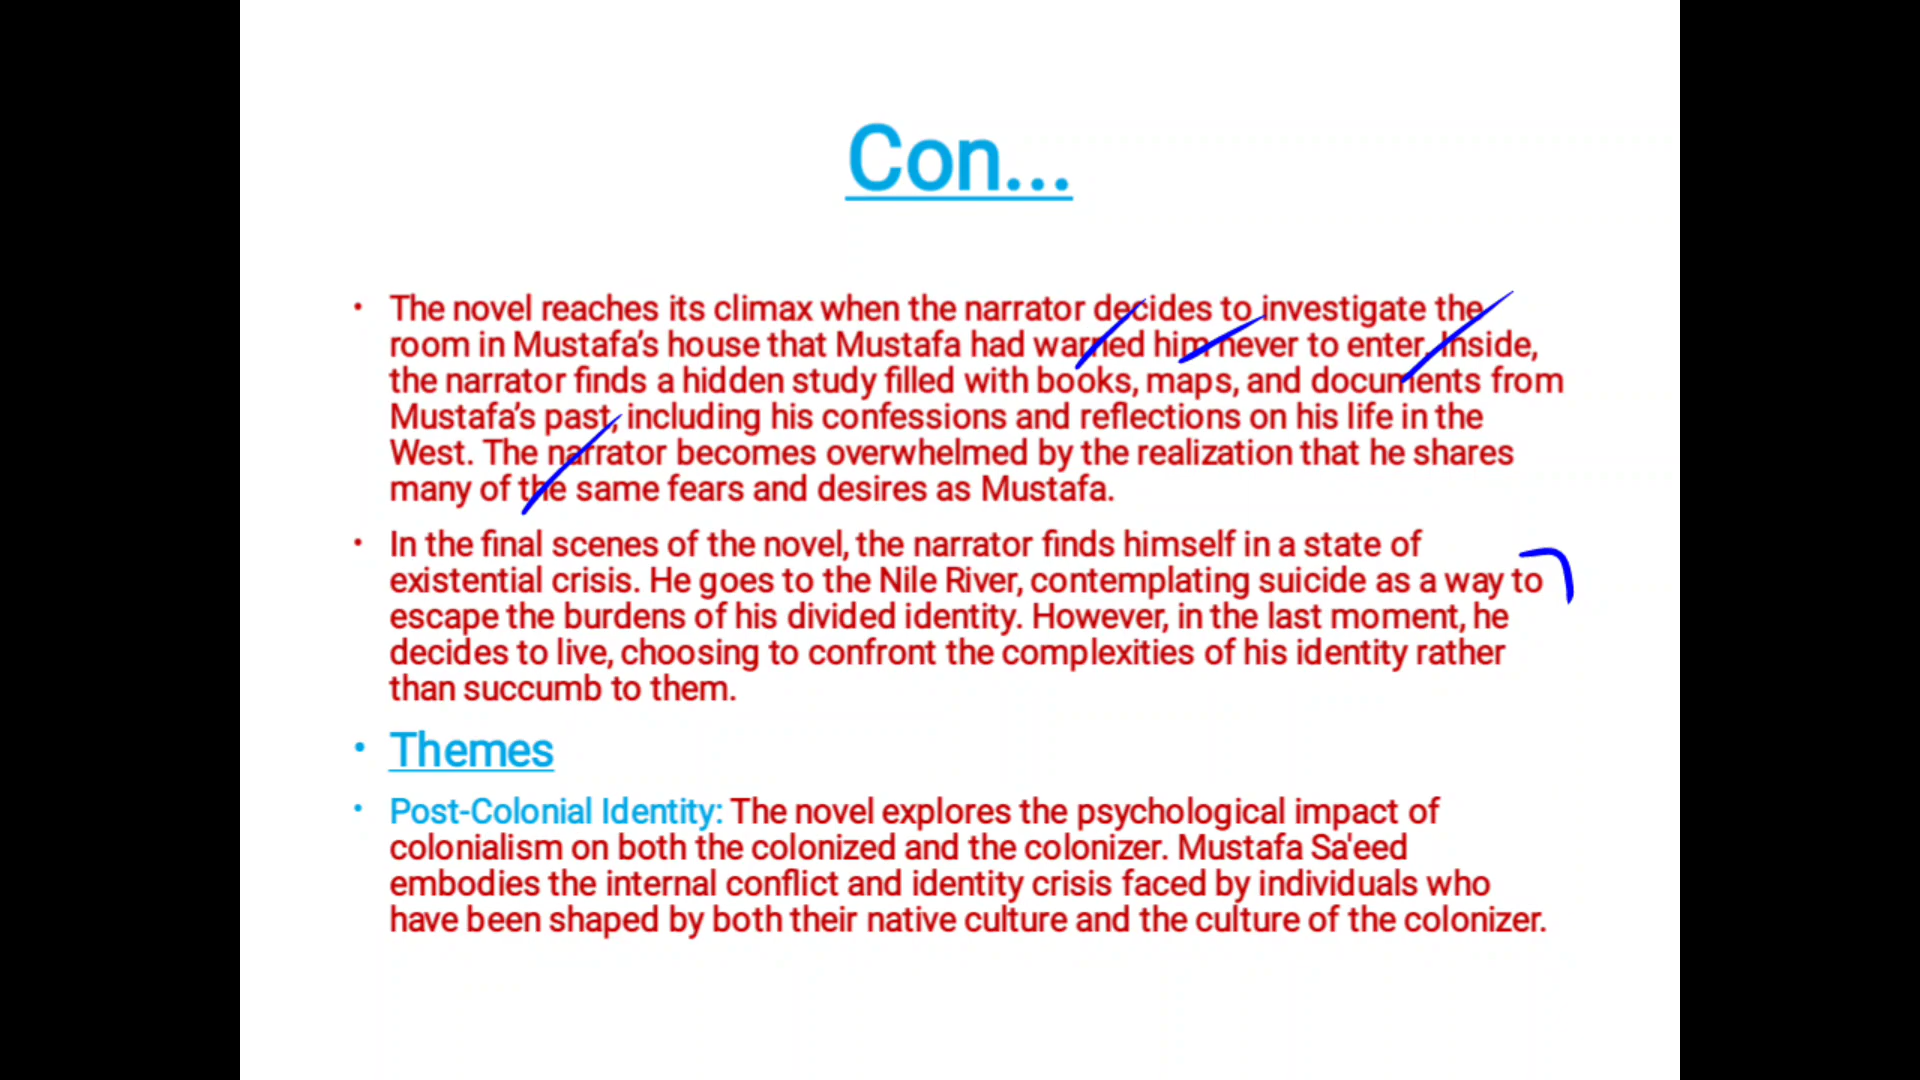 Con...
• The novel reaches its climax when the narrator decides to investigate the
room in Mustafa’s house that Mustafa had warned him never to enter. Inside,
the narrator finds a hidden study filled with books, maps, and documents from
Mustafa’s past, including his confessions and reflections on his life in the
West. The narrator becomes overwhelmed by the realization that he shares
many of the same fears and desires as Mustafa.
• In the final scenes of the novel, the narrator finds himself in a state of
existential crisis. He goes to the Nile River, contemplating suicide as a way to
escape the burdens of his divided identity. However, in the last moment, he
decides to live, choosing to confront the complexities of his identity rather
than succumb to them.
• Themes
• Post-Colonial Identity: The novel explores the psychological impact of
colonialism on both the colonized and the colonizer. Mustafa Sa'eed
embodies the internal conflict and identity crisis faced by individuals who
have been shaped by both their native culture and the culture of the colonizer.